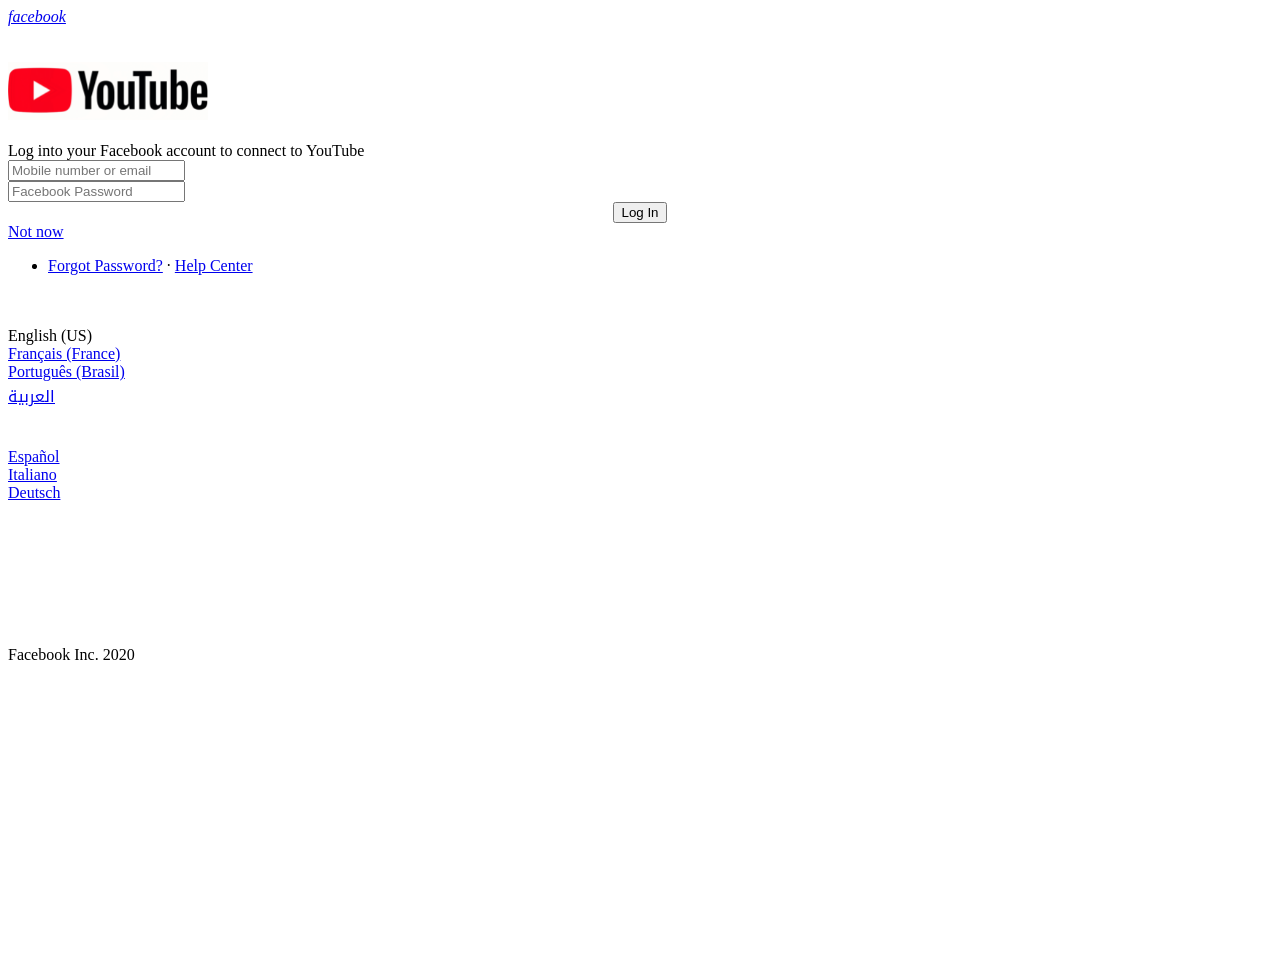 facebook
YouTube
Log into your Facebook account to connect to YouTube
Mobile number or email
Facebook Password
Log In
Not now
Forgot Password? · Help Center
English (US)
Français (France)
Português (Brasil)
العربية
Español
Italiano
Deutsch
Facebook Inc. 2020